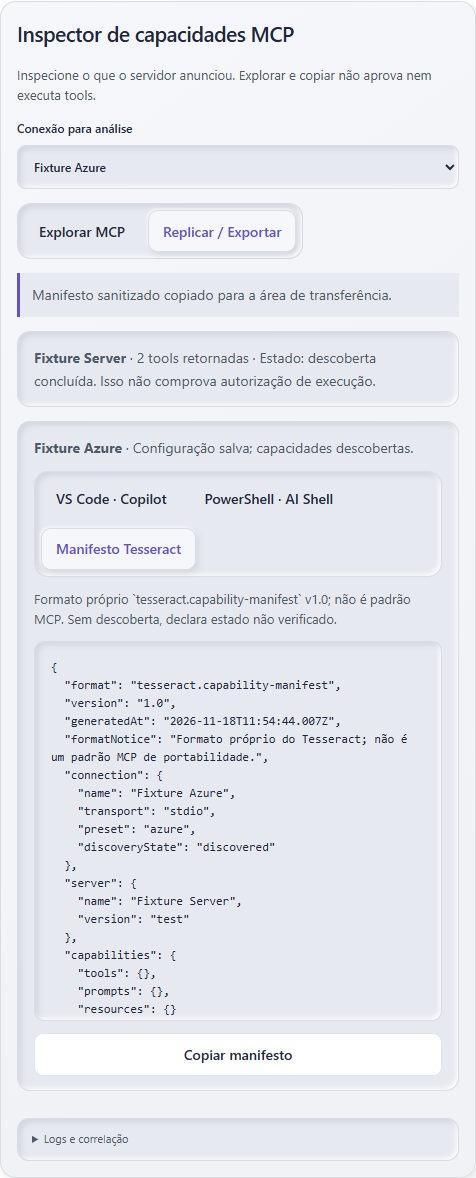 Inspector de capacidades MCP
Inspecione o que o servidor anunciou. Explorar e copiar não aprova nem
executa tools.
Conexão para análise
Fixture Azure
Explorar MCP
Replicar / Exportar
Manifesto sanitizado copiado para a área de transferência.
Fixture Server · 2 tools retornadas · Estado: descoberta
concluída. Isso não comprova autorização de execução.
Fixture Azure · Configuração salva; capacidades descobertas.
VS Code · Copilot
PowerShell · AI Shell
Manifesto Tesseract
Formato próprio `tesseract.capability-manifest` v1.0; não é padrão
MCP. Sem descoberta, declara estado não verificado.
{
  "format": "tesseract.capability-manifest",
  "version": "1.0",
  "generatedAt": "2026-11-18T11:54:44.007Z",
  "formatNotice": "Formato próprio do Tesseract; não é
um padrão MCP de portabilidade.",
  "connection": {
    "name": "Fixture Azure",
    "transport": "stdio",
    "preset": "azure",
    "discoveryState": "discovered"
  },
  "server": {
    "name": "Fixture Server",
    "version": "test"
  },
  "capabilities": {
    "tools": {},
    "prompts": {},
    "resources": {}
Copiar manifesto
Logs e correlação